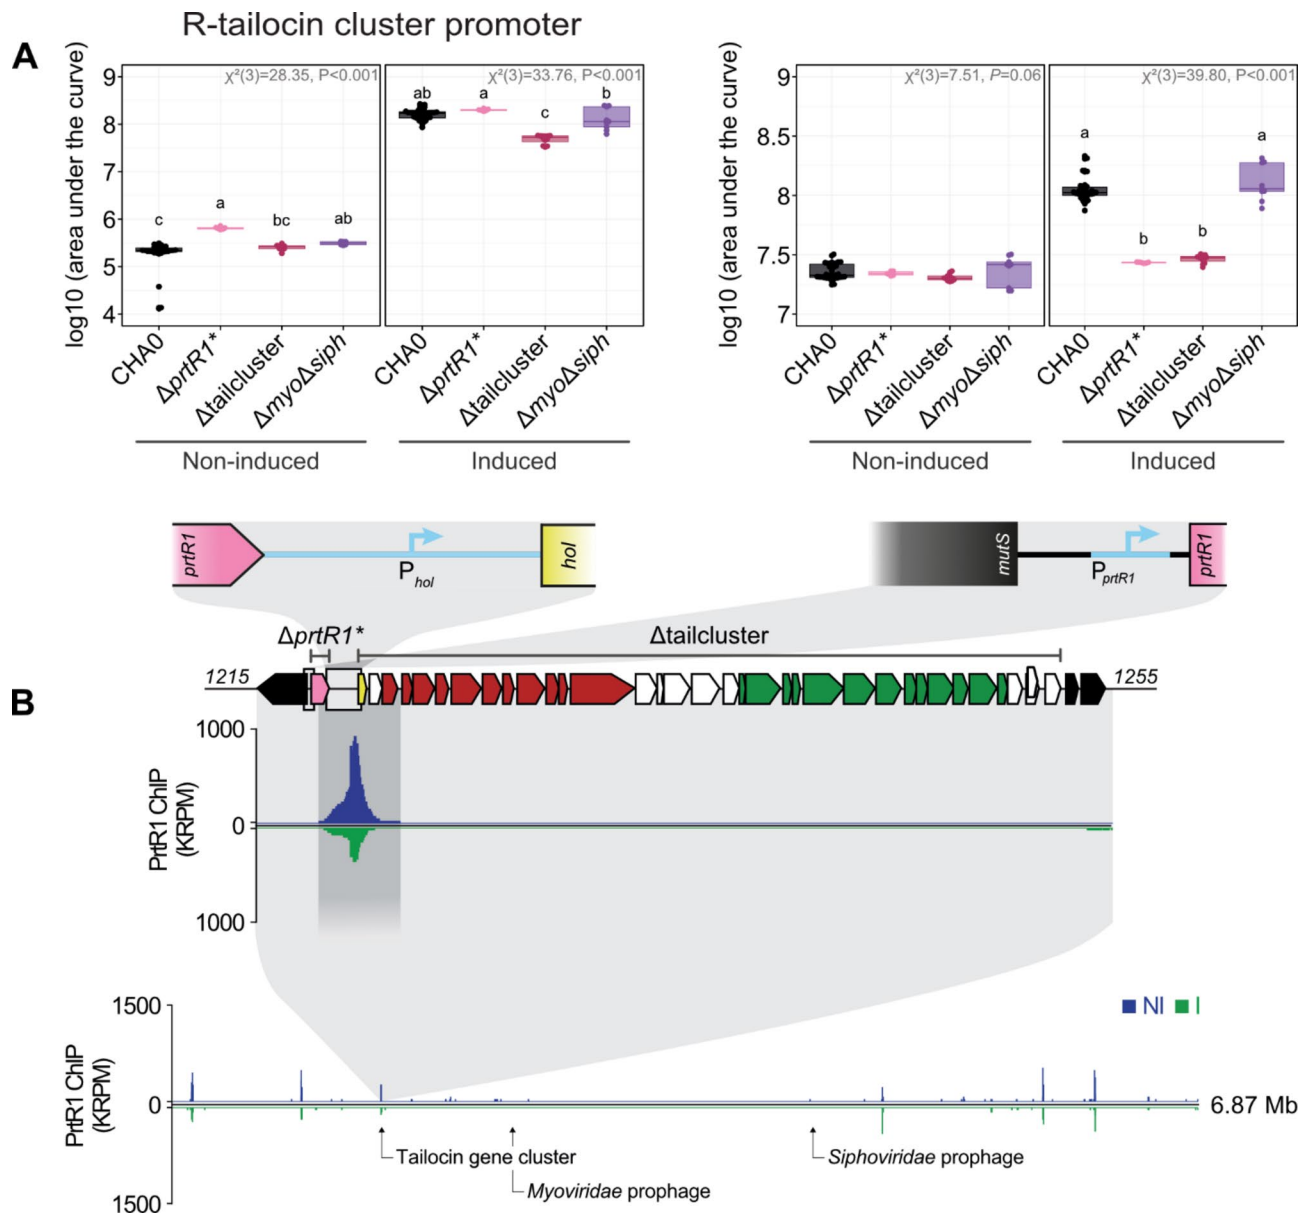 R-tailocin cluster promoter
A
log10 (area under the curve)
9
8
7
6
5
4
χ²(3)=28.35, P<0.001
c
a
bc
ab
χ²(3)=33.76, P<0.001
ab
a
c
b
CHA0
ΔprtR1*
Δtailcluster
ΔmyoΔsiph
CHA0
ΔprtR1*
Δtailcluster
ΔmyoΔsiph
Non-induced
Induced
log10 (area under the curve)
9
8.5
8
7.5
7
χ²(3)=7.51, P=0.06
χ²(3)=39.80, P<0.001
a
b
b
a
CHA0
ΔprtR1*
Δtailcluster
ΔmyoΔsiph
CHA0
ΔprtR1*
Δtailcluster
ΔmyoΔsiph
Non-induced
Induced
prtR1
Phol
hol
mutS
PprtR1
prtR1
ΔprtR1*
Δtailcluster
1215
1255
B
PrtR1 ChIP
(KRPM)
1000
0
1000
NI
I
PrtR1 ChIP
(KRPM)
1500
0
1500
6.87 Mb
Tailocin gene cluster
Myoviridae prophage
Siphoviridae prophage